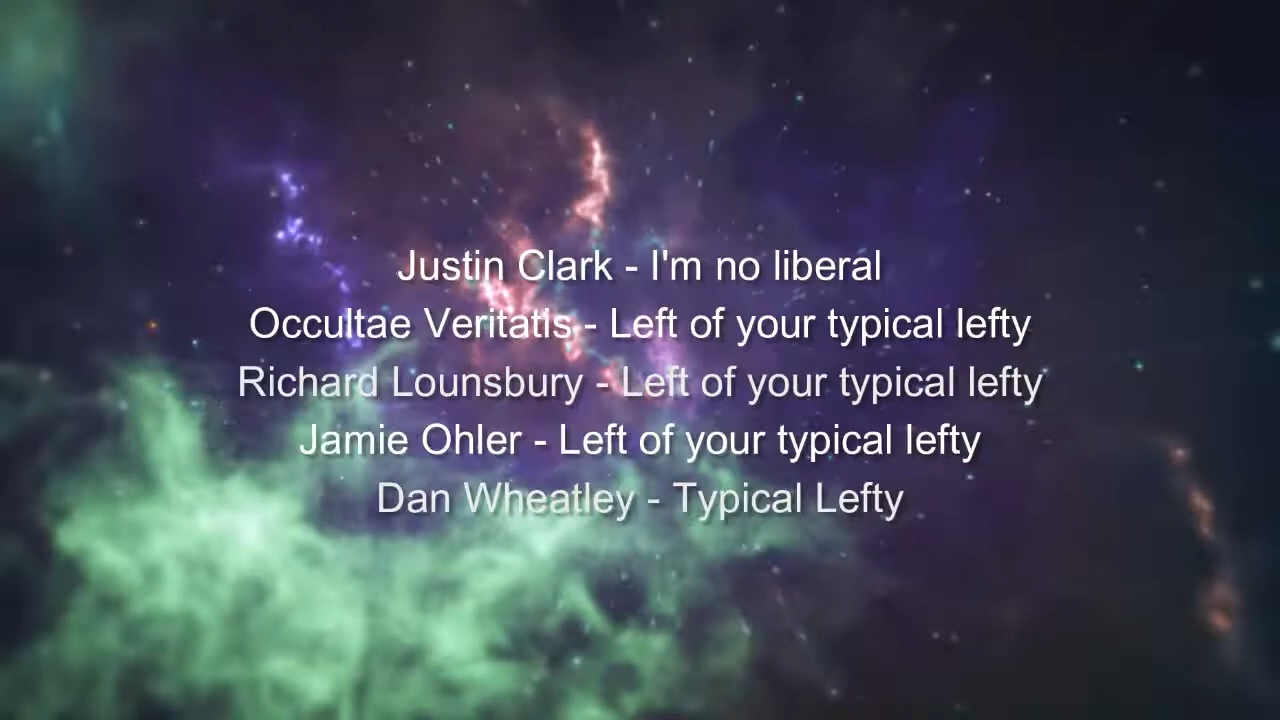 Justin Clark - I'm no liberal
Occultae Veritatis - Left of your typical lefty
Richard Lounsbury - Left of your typical lefty
Jamie Ohler - Left of your typical lefty
Dan Wheatley - Typical Lefty